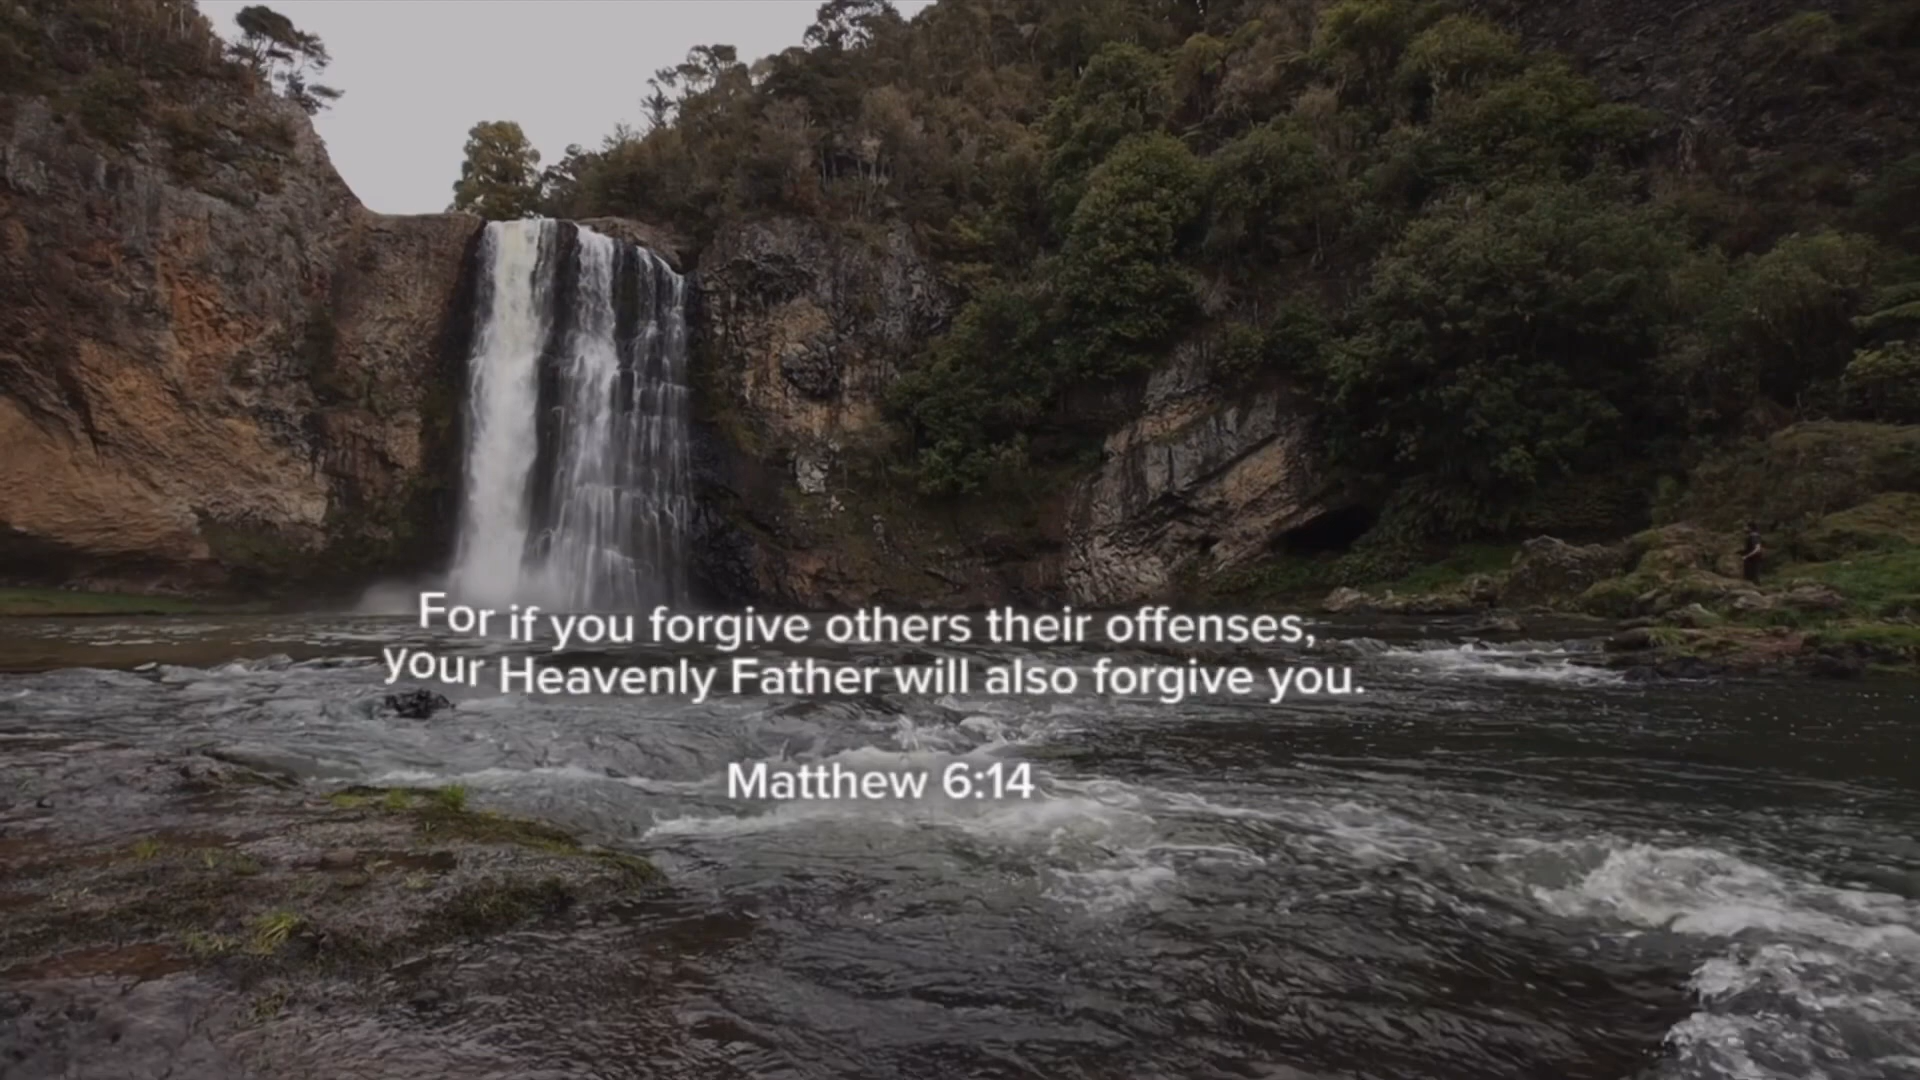 For if you forgive others their offenses,
your Heavenly Father will also forgive you.
Matthew 6:14